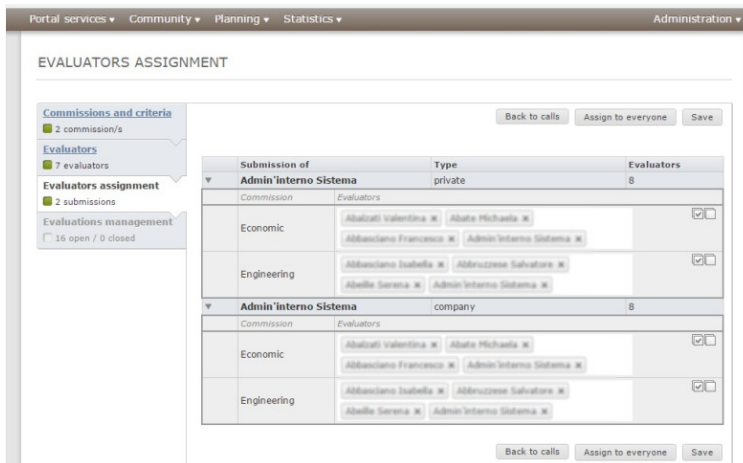 Portal services ▾ Community ▾ Planning ▾ Statistics ▾ Administration ▾
EVALUATORS ASSIGNMENT
Commissions and criteria
2 commission/s
Evaluators
7 evaluators
Evaluators assignment
2 submissions
Evaluations management
16 open / 0 closed
Back to calls Assign to everyone Save
Submission of Type Evaluators
Admin'interno Sistema private 8
Commission Evaluators
Economic
Abalzati Valentina Abate Michaela
Abbasciano Francesco Admin'interno Sistema
Engineering
Abbasciano Isabella Abbruzzese Salvatore
Abeille Serena Admin'interno Sistema
Admin'interno Sistema company 8
Commission Evaluators
Economic
Abalzati Valentina Abate Michaela
Abbasciano Francesco Admin'interno Sistema
Engineering
Abbasciano Isabella Abbruzzese Salvatore
Abeille Serena Admin'interno Sistema
Back to calls Assign to everyone Save